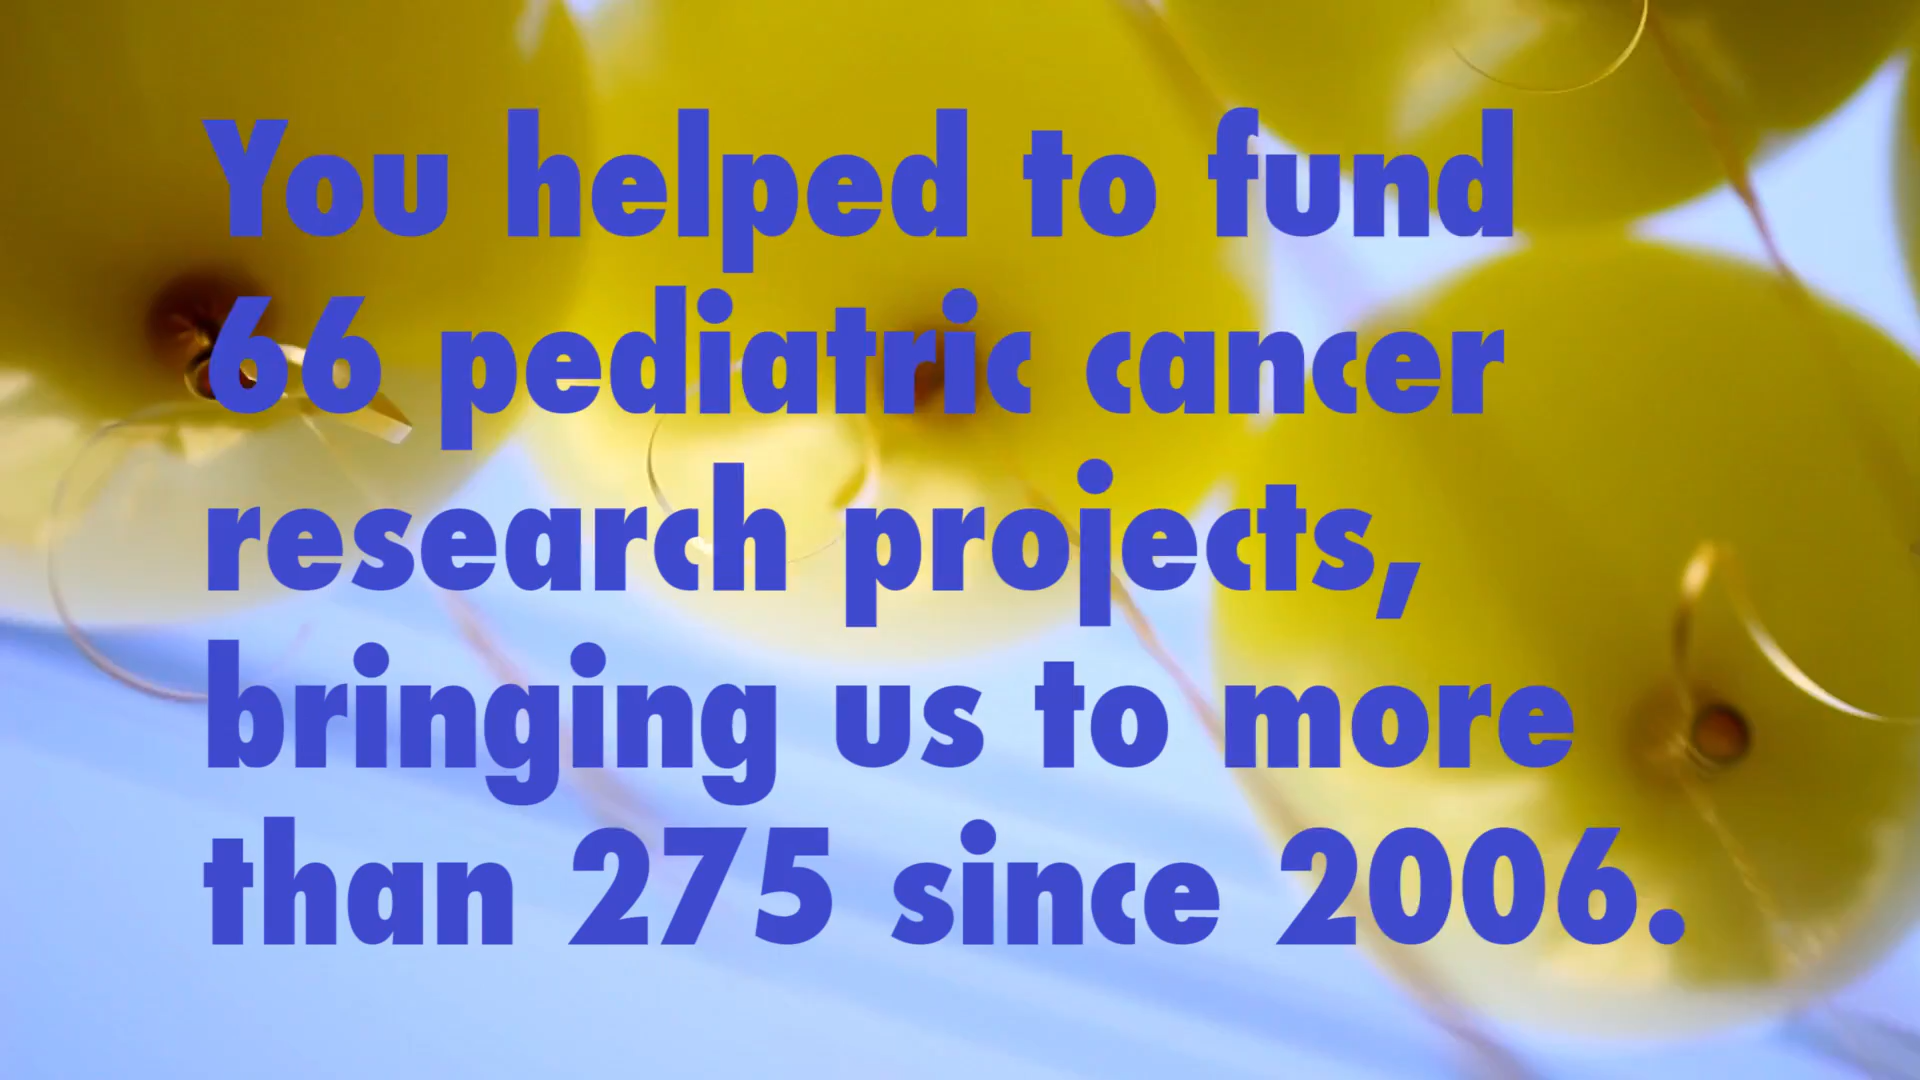 You helped to fund
66 pediatric cancer
research projects,
bringing us to more
than 275 since 2006.